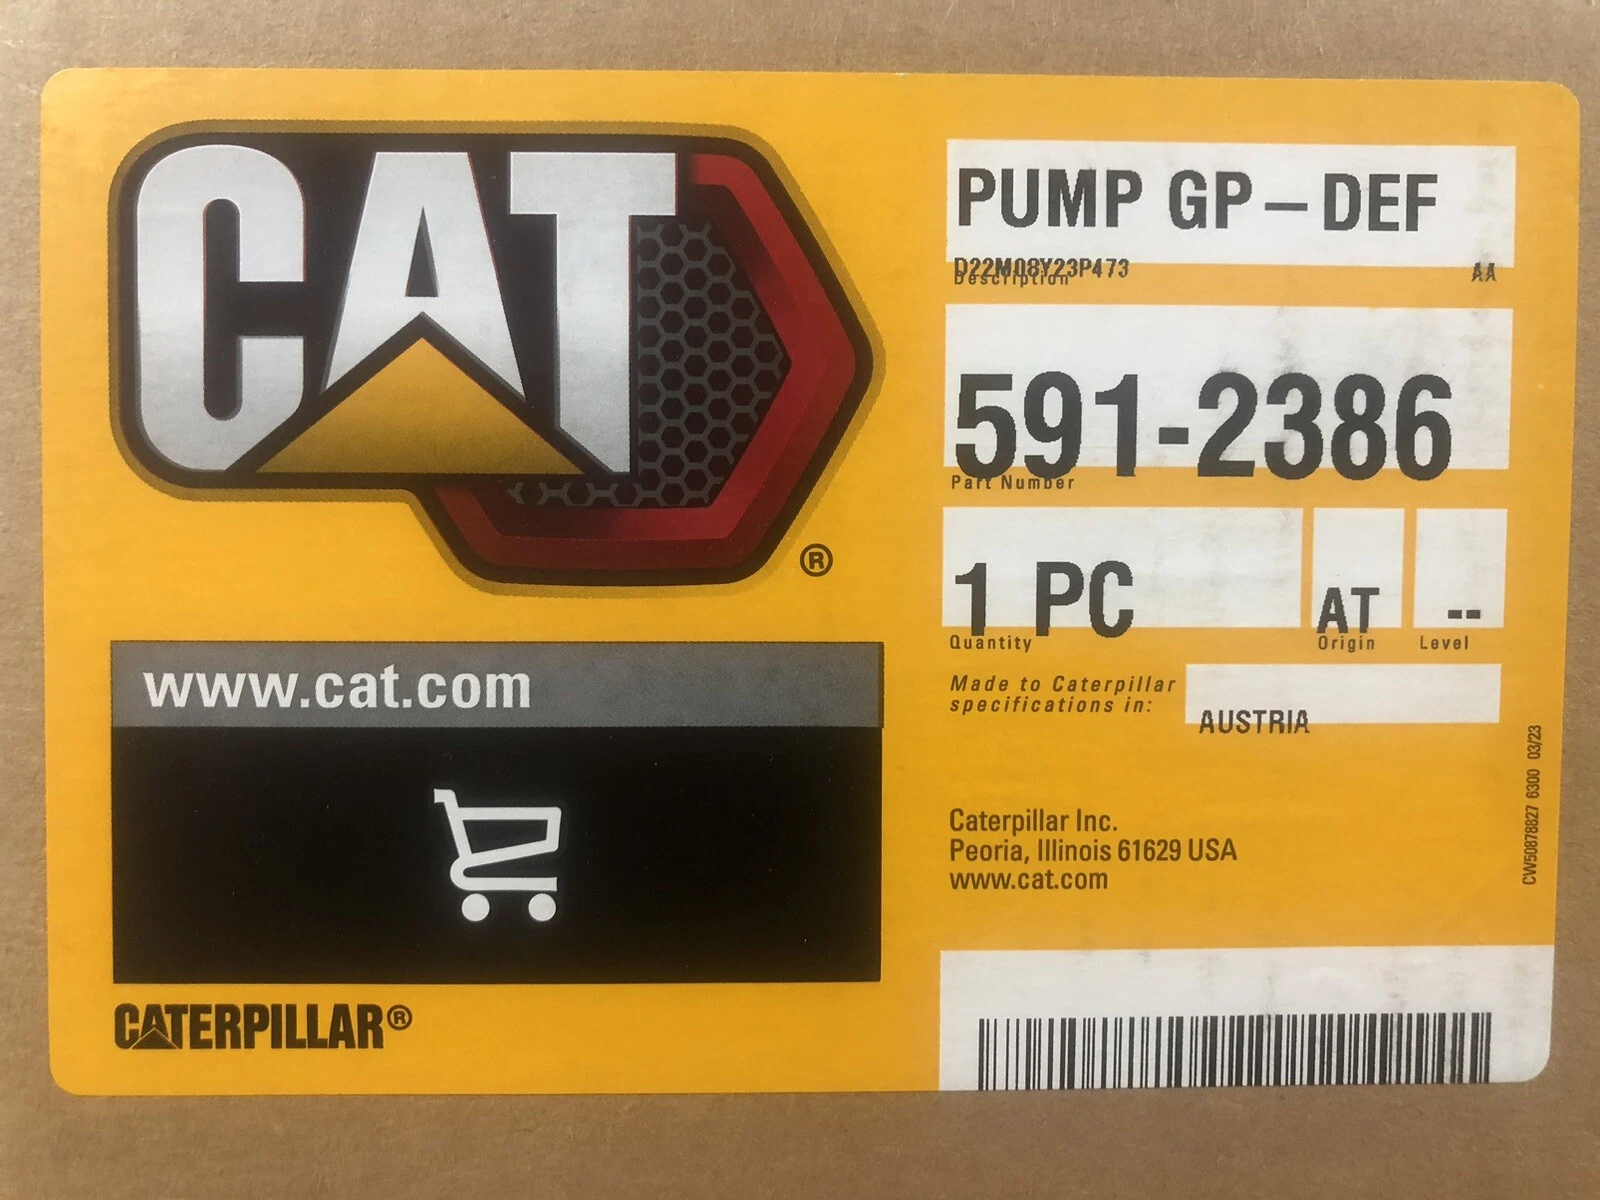 CAT
®
www.cat.com
CATERPILLAR®
PUMP GP-DEF
D22M08Y23P473 AA
Description
591-2386
Part Number
1 PC AT --
Quantity Origin Level
Made to Caterpillar
specifications in:
AUSTRIA
Caterpillar Inc.
Peoria, Illinois 61629 USA
www.cat.com
CW50878827 6300 03/23